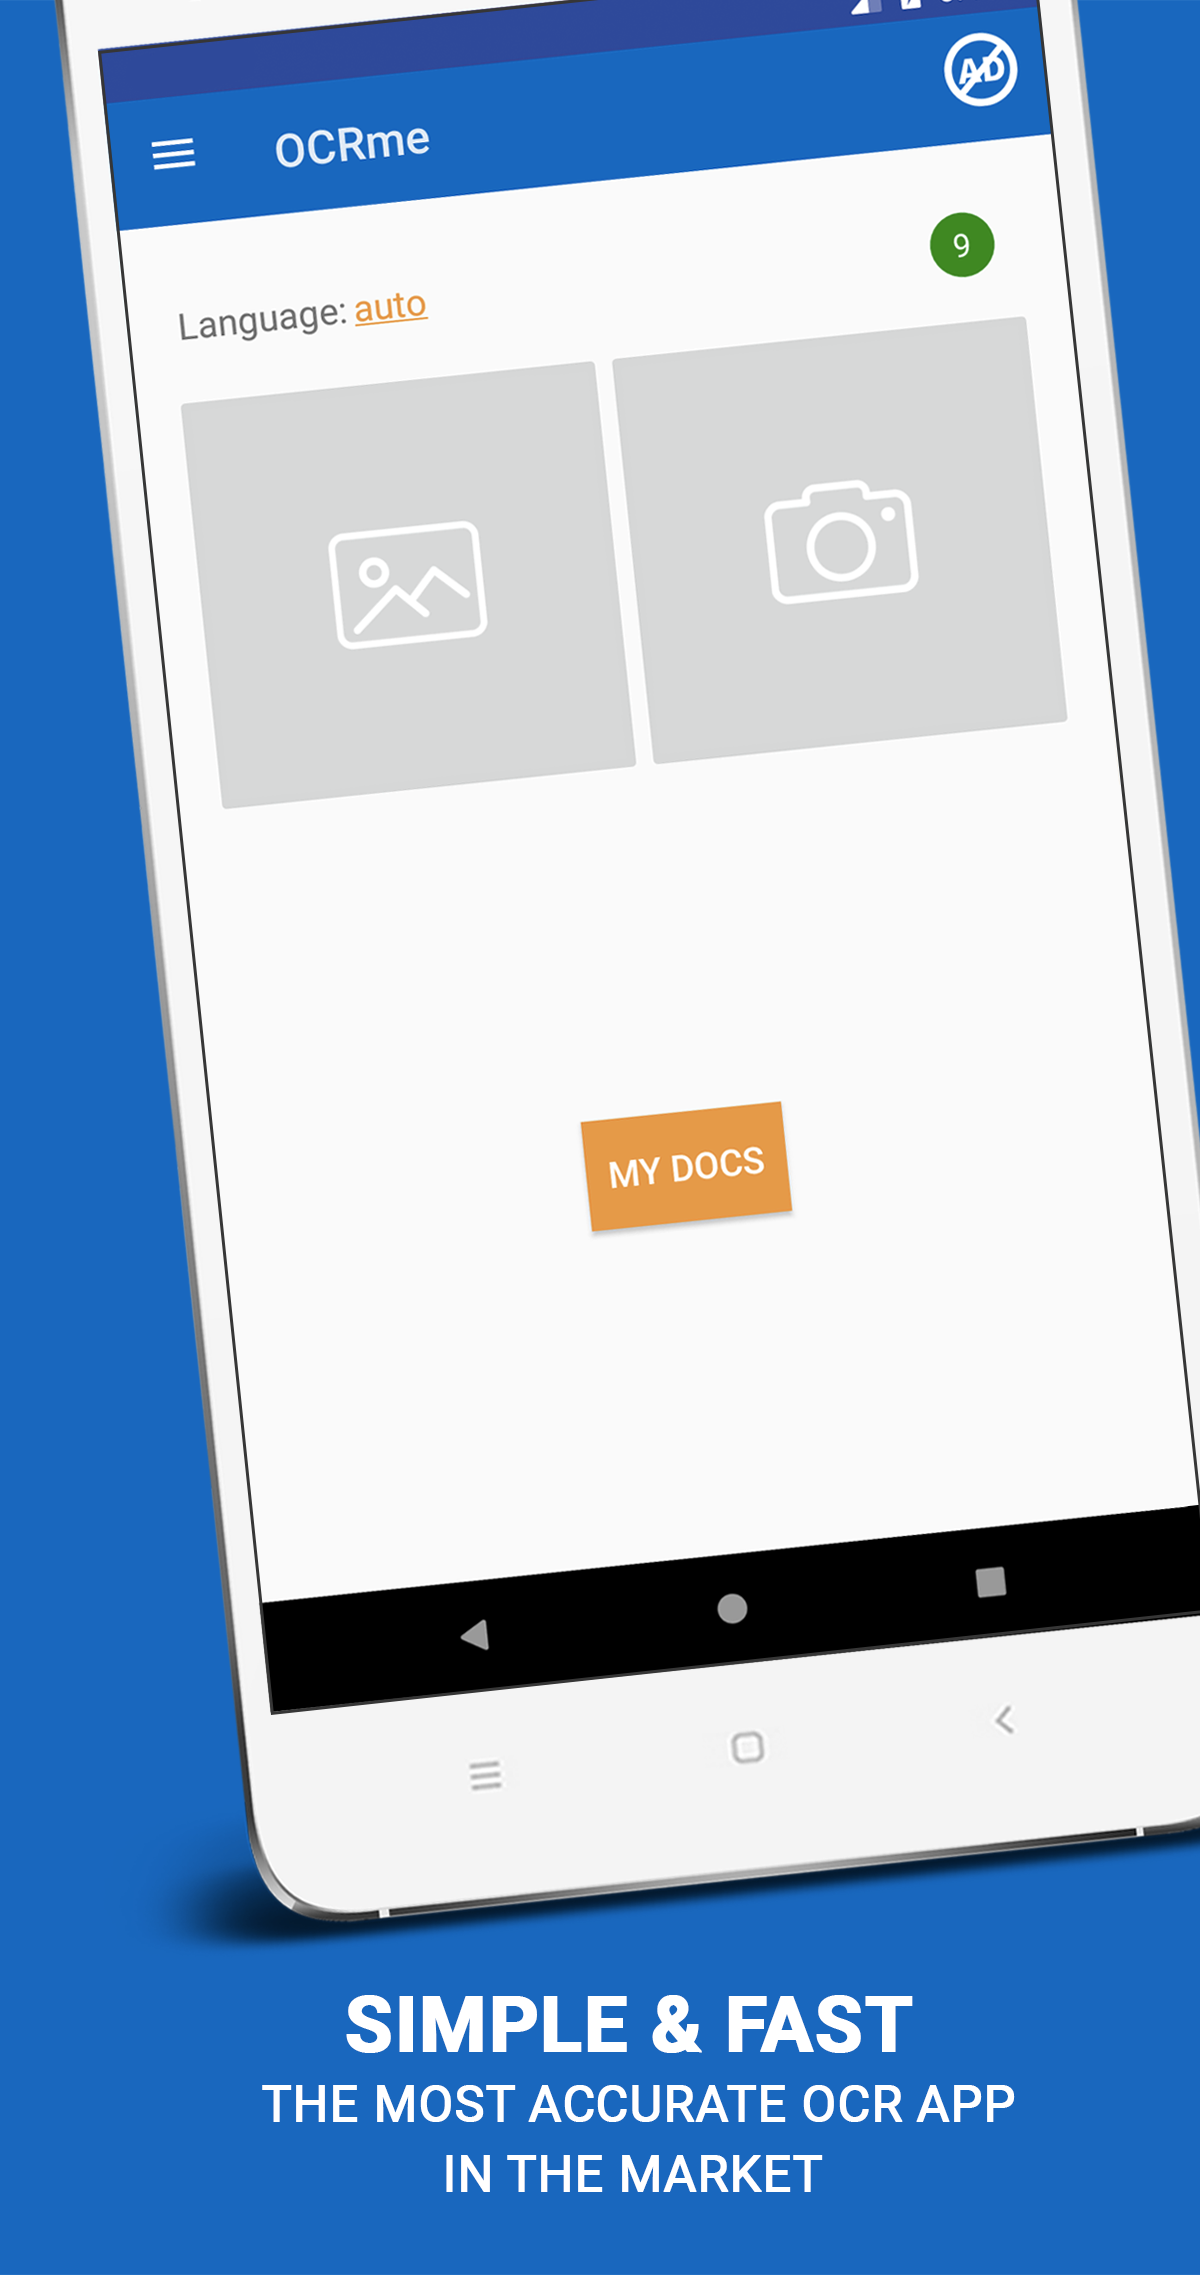 AD
OCRme
9
Language: auto
MY DOCS
SIMPLE & FAST
THE MOST ACCURATE OCR APP
IN THE MARKET